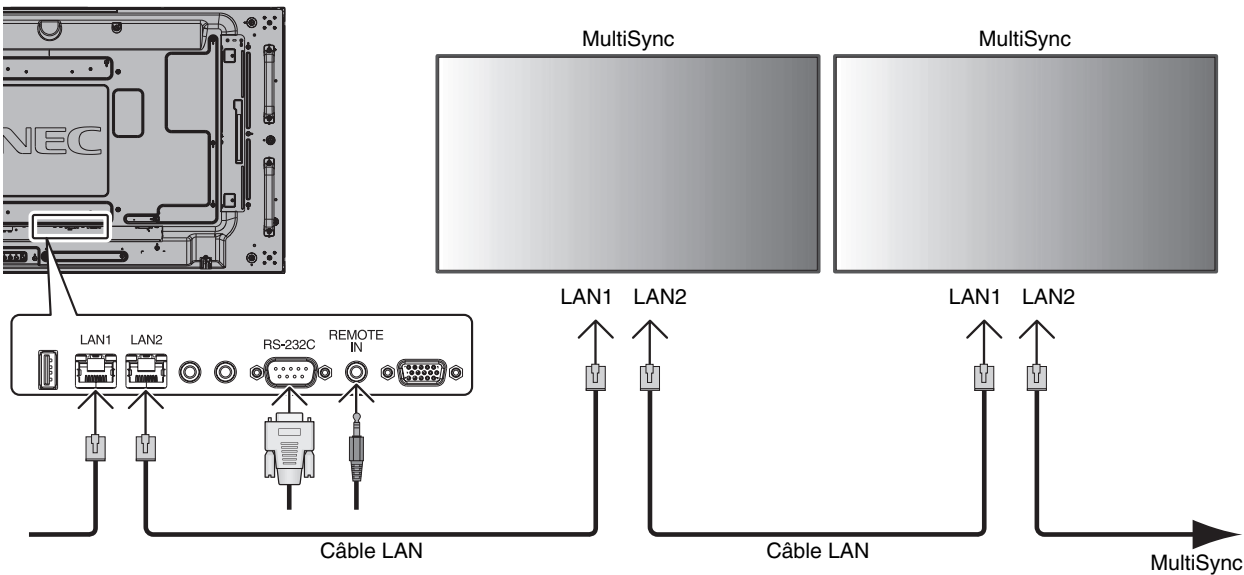 MultiSync
MultiSync
NEC
LAN1 LAN2
LAN1 LAN2
LAN1 LAN2 RS-232C REMOTE IN
Câble LAN
Câble LAN
MultiSync